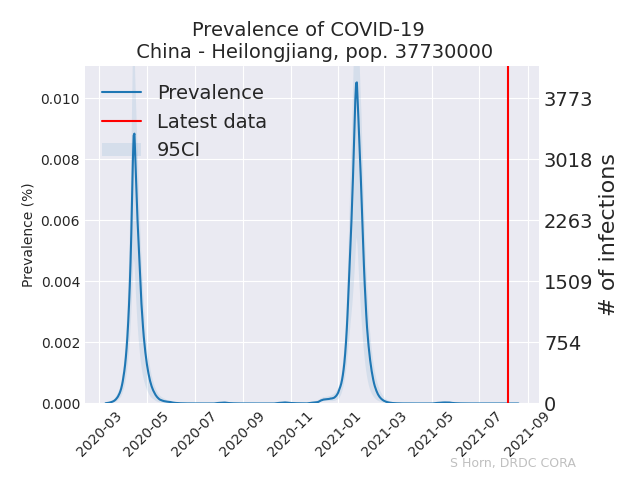 Prevalence of COVID-19
China - Heilongjiang, pop. 37730000
Prevalence
Latest data
95CI
Prevalence (%)
0.010
0.008
0.006
0.004
0.002
0.000
3773
3018
2263
1509
754
0
# of infections
2020-03
2020-05
2020-07
2020-09
2020-11
2021-01
2021-03
2021-05
2021-07
2021-09
S Horn, DRDC CORA